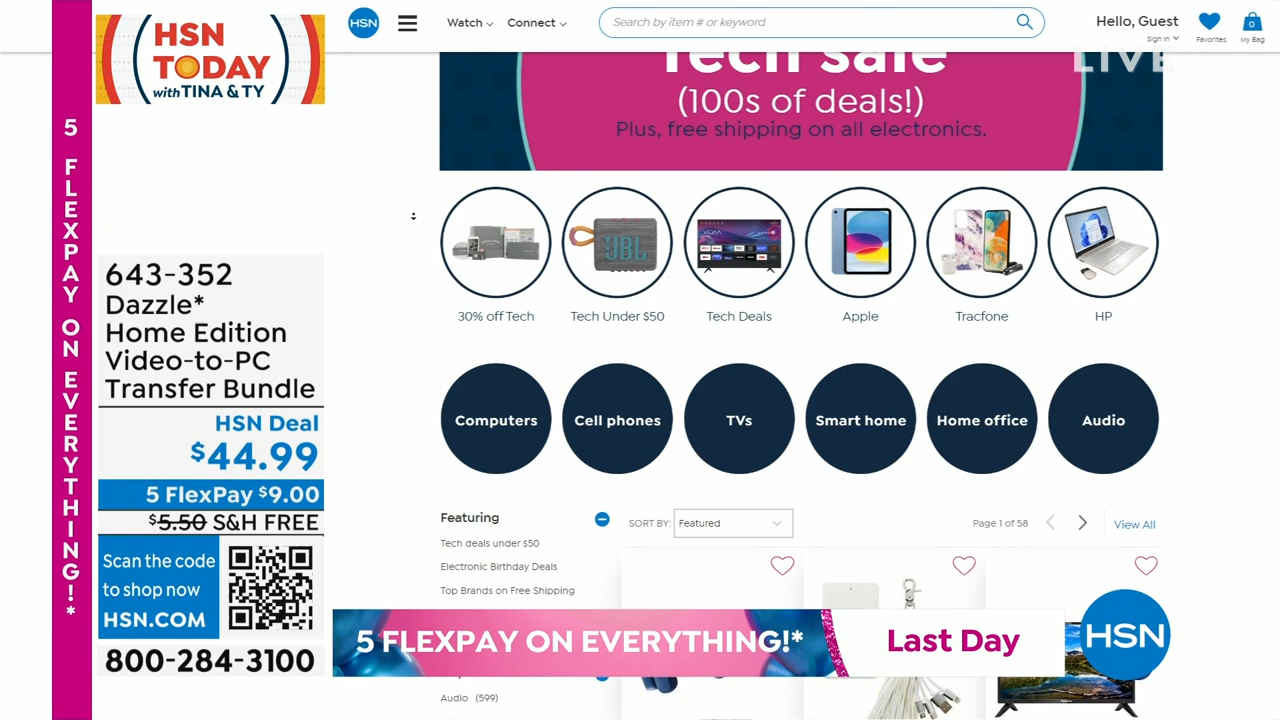 HSN
Watch
Connect
Search by item # or keyword
Hello, Guest
Sign In
Favorites
0
My Bag
HSN
TODAY
with TINA & TY
LIVE
Tech sale
(100s of deals!)
Plus, free shipping on all electronics.
5 FLEXPAY ON EVERYTHING!*
JBL
30% off Tech
Tech Under $50
Tech Deals
Apple
Tracfone
HP
643-352
Dazzle*
Home Edition
Video-to-PC
Transfer Bundle
HSN Deal
$44.99
5 FlexPay $9.00
$5.50 S&H FREE
Scan the code
to shop now
HSN.COM
800-284-3100
Computers
Cell phones
TVs
Smart home
Home office
Audio
Featuring
SORT BY: Featured
Page 1 of 58
View All
Tech deals under $50
Electronic Birthday Deals
Top Brands on Free Shipping
5 FLEXPAY ON EVERYTHING!*
Last Day
HSN
Audio (599)